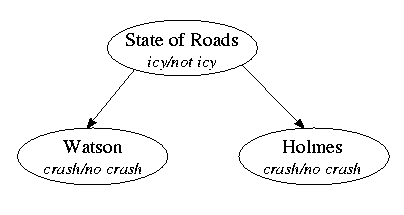 State of Roads
icy/not icy
Watson
crash/no crash
Holmes
crash/no crash